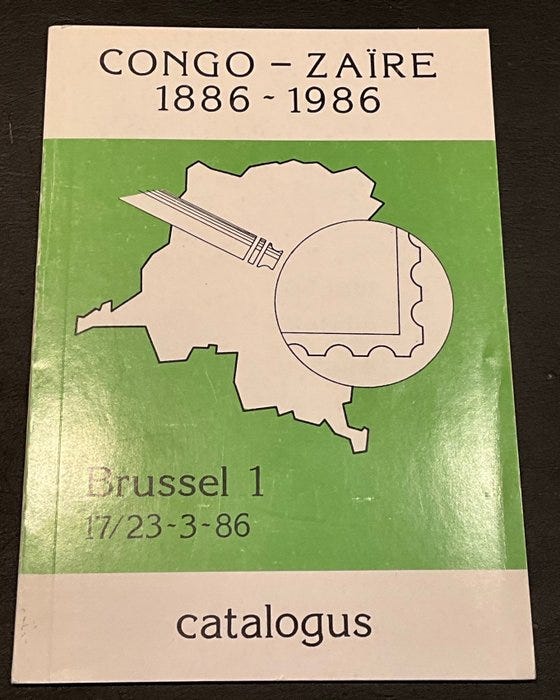 CONGO – ZAÏRE
1886 ~ 1986
Brussel 1
17/23-3-86
catalogus